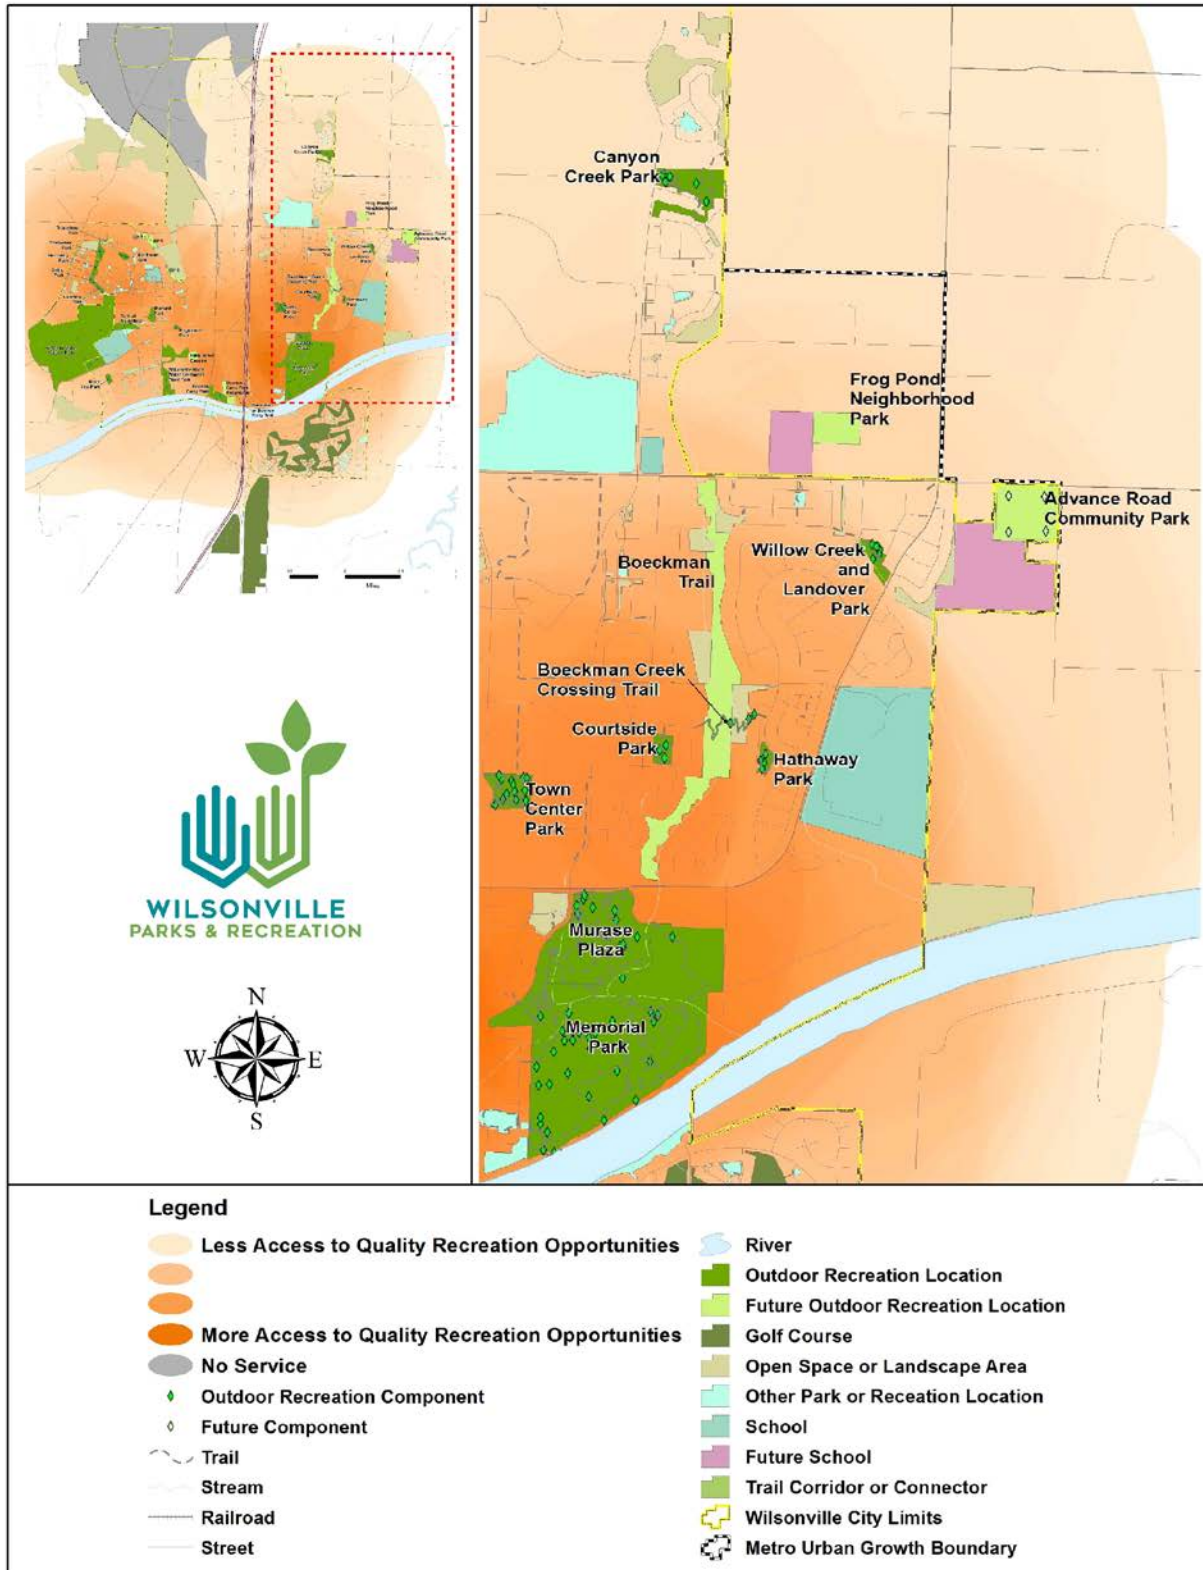 Canyon
Creek Park
Frog Pond
Neighborhood
Park
Advance Road
Community Park
Willow Creek
and
Landover
Park
Boeckman
Trail
Boeckman Creek
Crossing Trail
Courtside
Park
Hathaway
Park
Town
Center
Park
Murase
Plaza
Memorial
Park
WILSONVILLE
PARKS & RECREATION
N
W
E
S
Legend
Less Access to Quality Recreation Opportunities
More Access to Quality Recreation Opportunities
No Service
Outdoor Recreation Component
Future Component
Trail
Stream
Railroad
Street
River
Outdoor Recreation Location
Future Outdoor Recreation Location
Golf Course
Open Space or Landscape Area
Other Park or Receation Location
School
Future School
Trail Corridor or Connector
Wilsonville City Limits
Metro Urban Growth Boundary